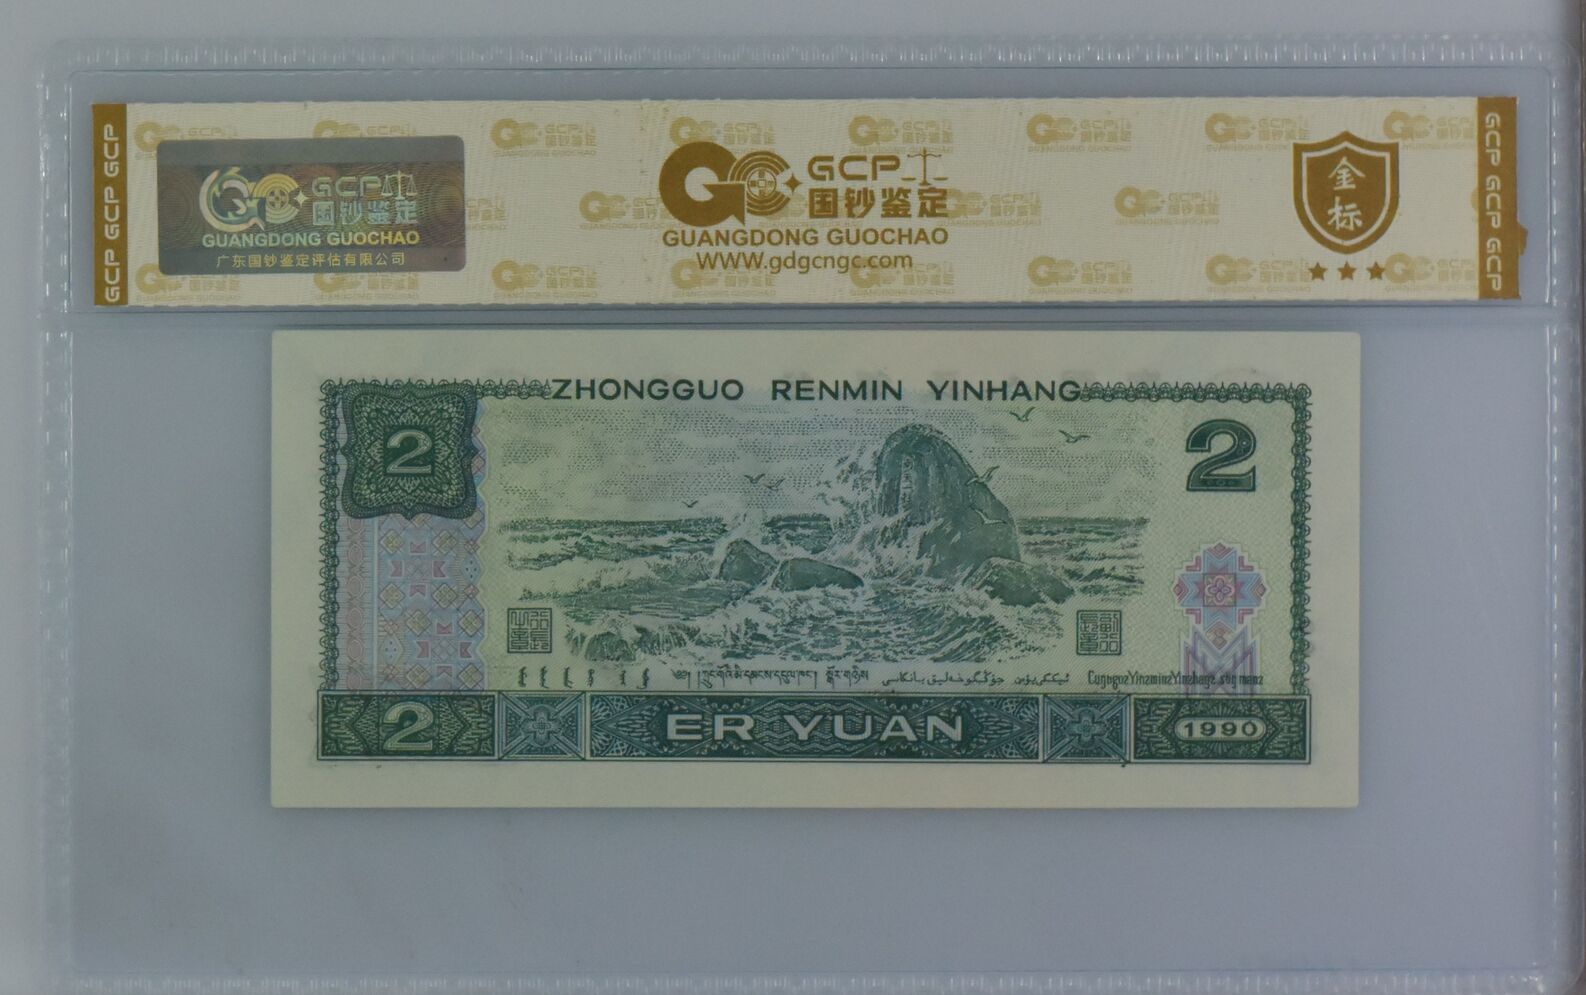 GCP GCP GCP
GCP
国钞鉴定
GUANGDONG GUOCHAO
广东国钞鉴定评估有限公司
GCP
国钞鉴定
GUANGDONG GUOCHAO
WWW.gdgcngc.com
金标
GCP GCP GCP
ZHONGGUO RENMIN YINHANG
2
2
2
ER YUAN
1990